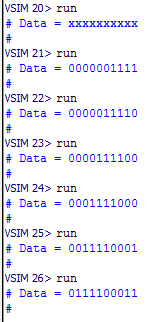 VSIM 20> run
# Data = xxxxxxxxxx
#
VSIM 21> run
# Data = 0000001111
#
VSIM 22> run
# Data = 0000011110
#
VSIM 23> run
# Data = 0000111100
#
VSIM 24> run
# Data = 0001111000
#
VSIM 25> run
# Data = 0011110001
#
VSIM 26> run
# Data = 0111100011
#